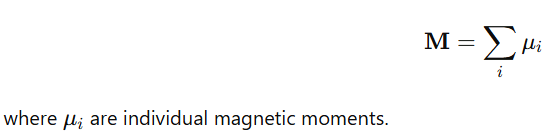 M = ∑ᵢ μᵢ
where μᵢ are individual magnetic moments.